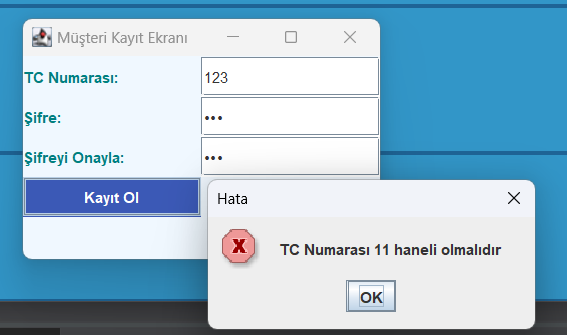 Müşteri Kayıt Ekranı
TC Numarası: 123
Şifre: •••
Şifreyi Onayla: •••
Kayıt Ol
Hata
TC Numarası 11 haneli olmalıdır
OK